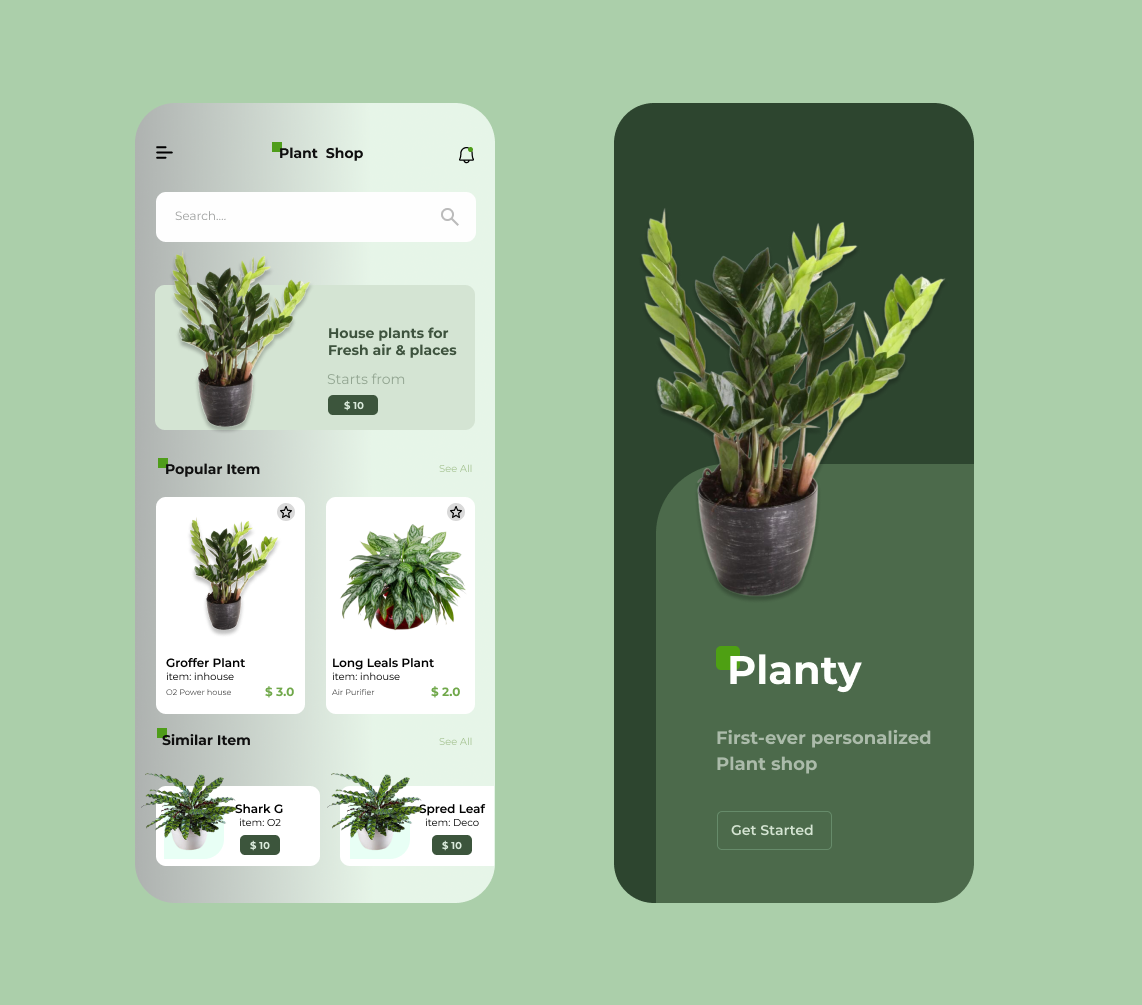 Plant Shop
Search....
House plants for
Fresh air & places
Starts from
$ 10
Popular Item
See All
Groffer Plant
item: inhouse
O2 Power house
$ 3.0
Long Leals Plant
item: inhouse
Air Purifier
$ 2.0
Similar Item
See All
Shark G
item: O2
$ 10
Spred Leaf
item: Deco
$ 10
Planty
First-ever personalized
Plant shop
Get Started